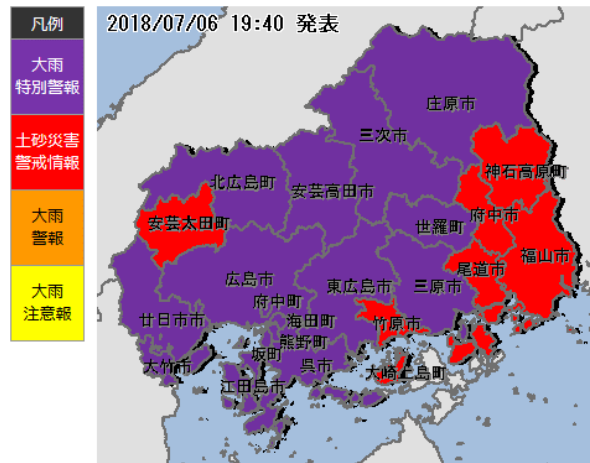 凡例
大雨
特別警報
土砂災害
警戒情報
大雨
警報
大雨
注意報
2018/07/06 19:40 発表
庄原市
三次市
神石高原町
北広島町
安芸高田市
安芸太田町
世羅町
府中市
福山市
広島市
東広島市
三原市
尾道市
府中町
廿日市市
海田町
竹原市
熊野町
大竹市
坂町
呉市
大崎上島町
江田島市